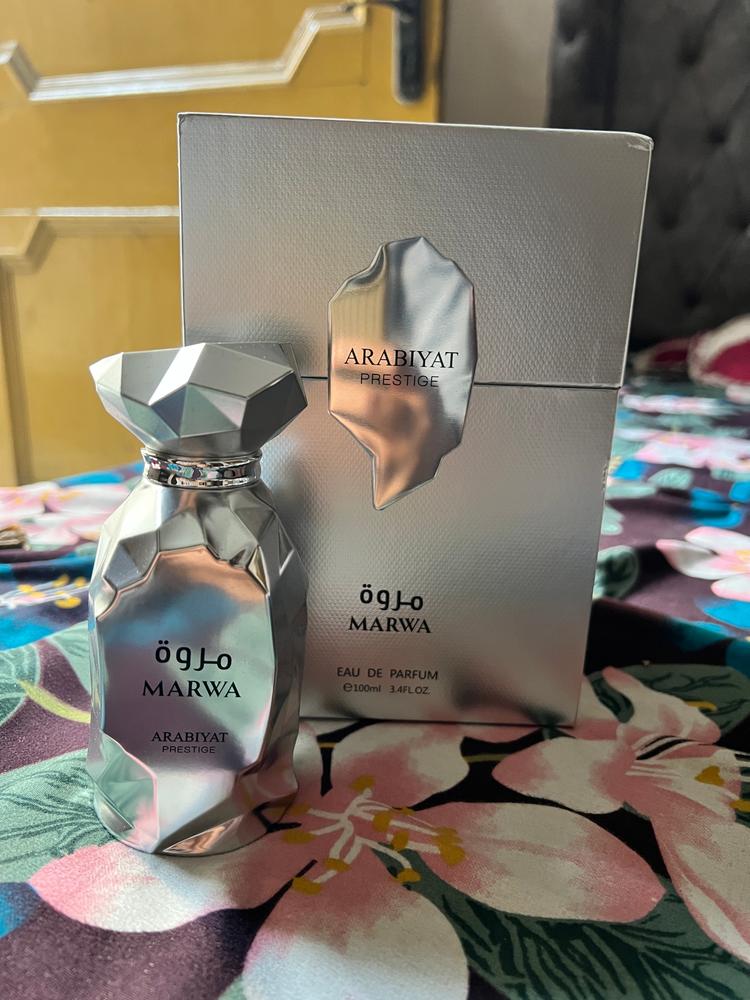 ARABIYAT
PRESTIGE
مروة
MARWA
EAU DE PARFUM
℮100ml 3.4FL.OZ.
مروة
MARWA
ARABIYAT
PRESTIGE